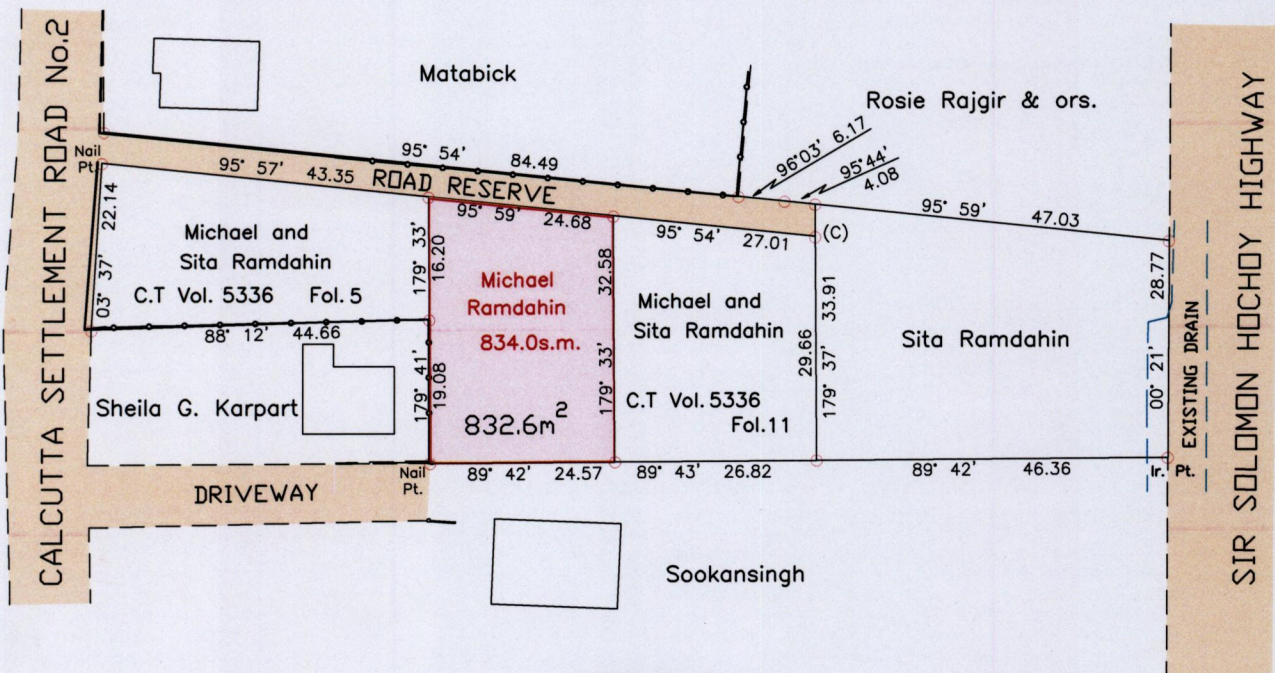 CALCUTTA SETTLEMENT ROAD No.2
Matabick
Rosie Rajgir & ors.
96°03' 6.17
95°44'
4.08
Nail
Pt.
95° 54' 84.49
95° 57' 43.35
ROAD RESERVE
95° 59' 24.68
95° 54' 27.01
(C)
95° 59' 47.03
03° 37' 22.14
Michael and
Sita Ramdahin
C.T Vol. 5336 Fol. 5
88° 12' 44.66
179° 33' 16.20
Michael
Ramdahin
834.0s.m.
179° 33' 32.58
Michael and
Sita Ramdahin
C.T Vol. 5336
Fol.11
29.66
179° 37' 33.91
Sita Ramdahin
00° 21' 28.77
EXISTING DRAIN
SIR SOLOMON HOCHOY HIGHWAY
Sheila G. Karpart
179° 41' 19.08
832.6m²
Nail
Pt.
89° 42' 24.57
89° 43' 26.82
89° 42' 46.36
Ir. Pt.
DRIVEWAY
Sookansingh